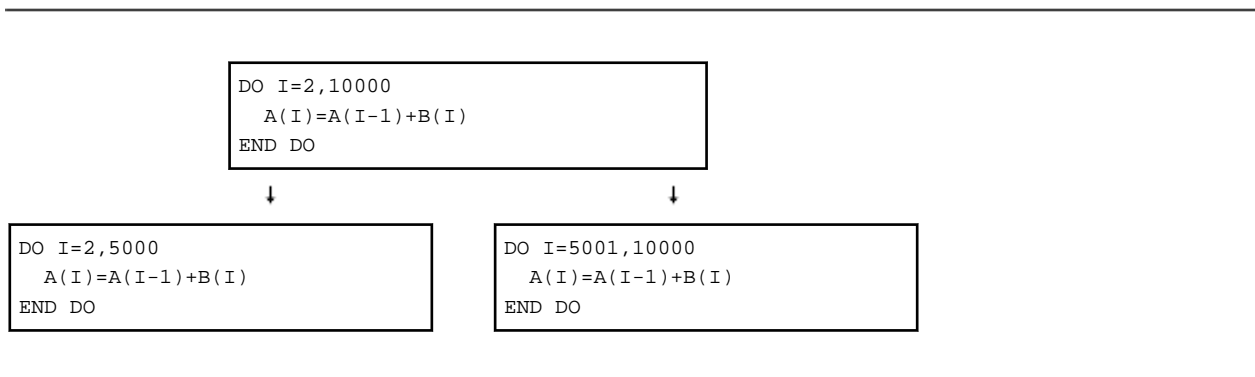 DO I=2,10000
A(I)=A(I-1)+B(I)
END DO
DO I=2,5000
A(I)=A(I-1)+B(I)
END DO
DO I=5001,10000
A(I)=A(I-1)+B(I)
END DO